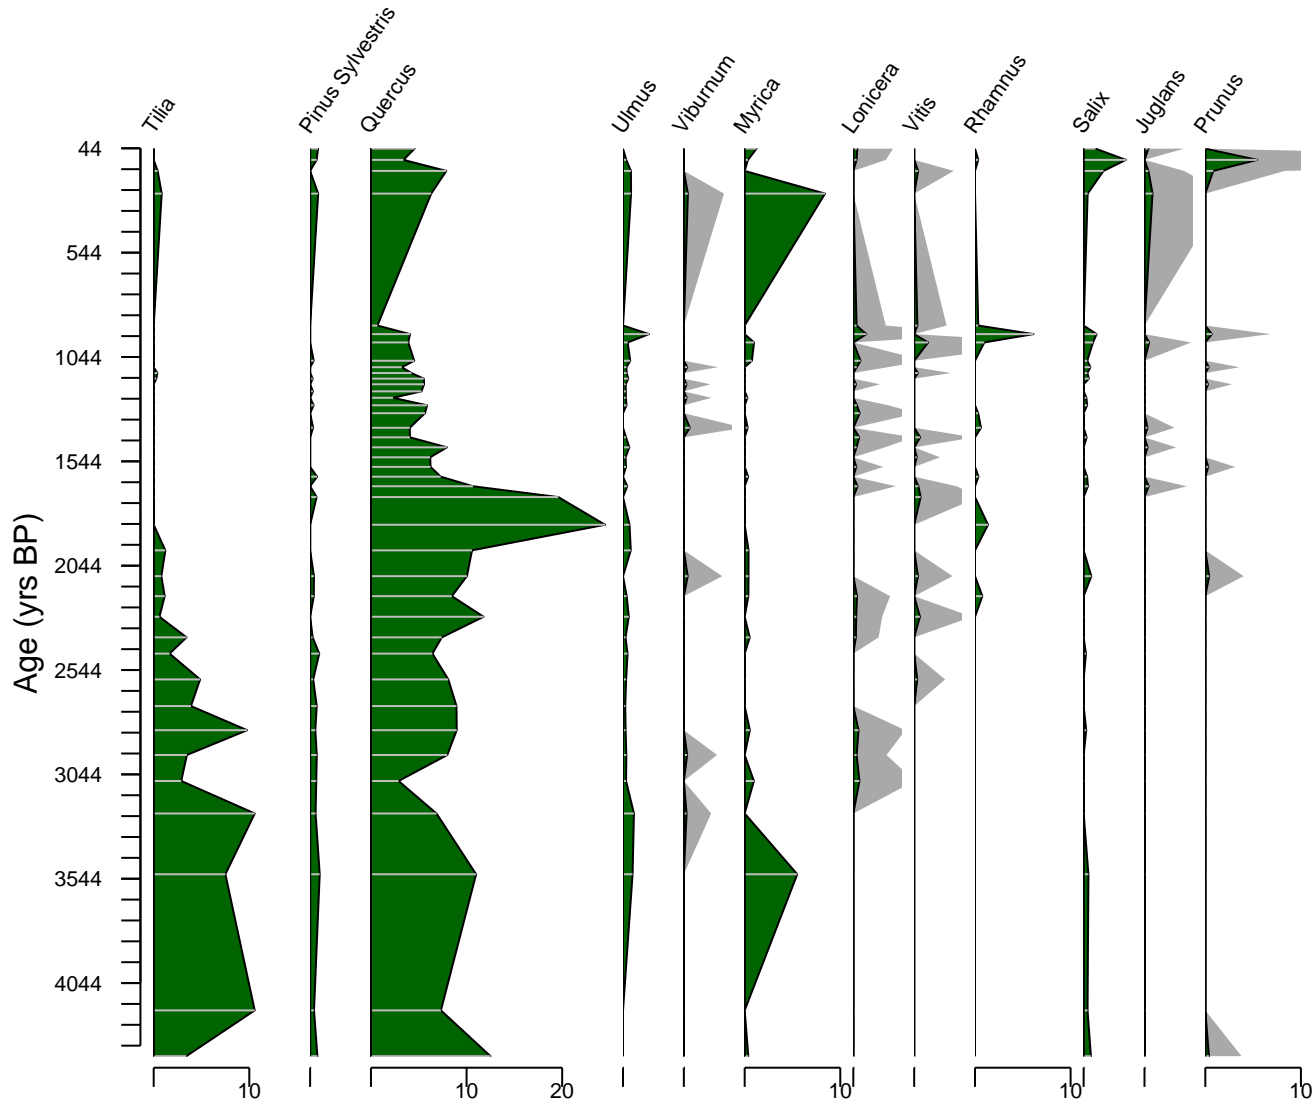 Tilia
Pinus Sylvestris
Quercus
Ulmus
Viburnum
Myrica
Lonicera
Vitis
Rhamnus
Salix
Juglans
Prunus
Age (yrs BP)
44
544
1044
1544
2044
2544
3044
3544
4044
10 10 20 10 10 10